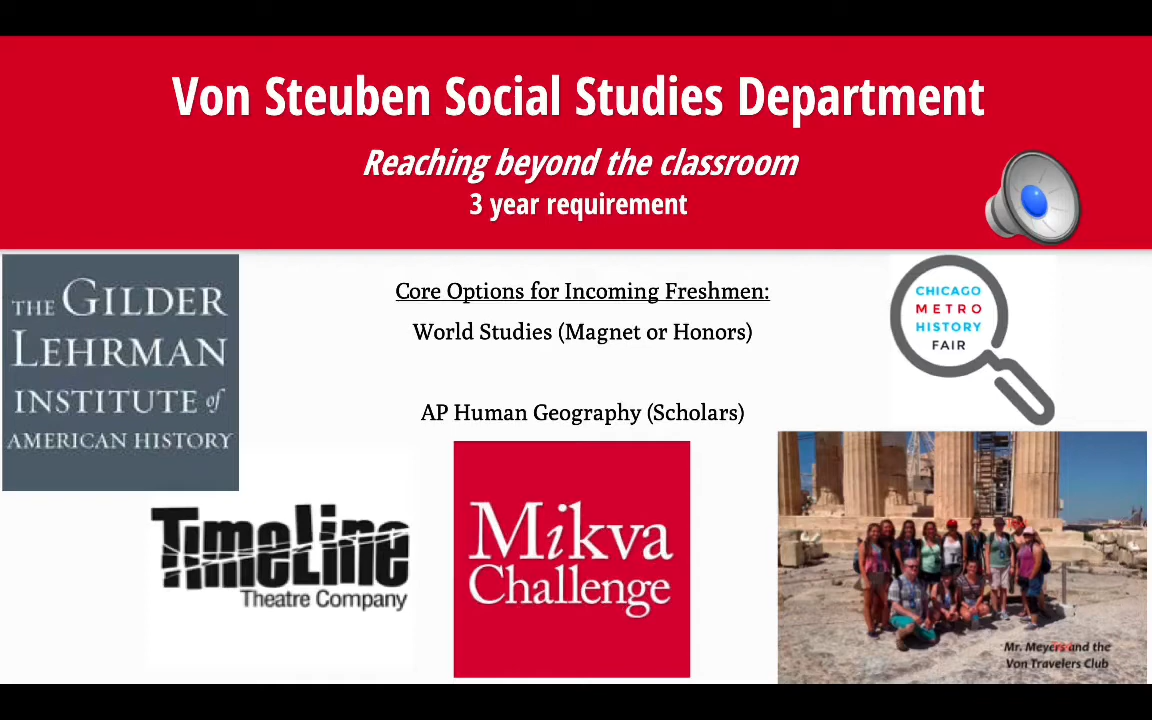 Von Steuben Social Studies Department
Reaching beyond the classroom
3 year requirement
THE GILDER
LEHRMAN
INSTITUTE of
AMERICAN HISTORY
Core Options for Incoming Freshmen:
World Studies (Magnet or Honors)
AP Human Geography (Scholars)
CHICAGO
METRO
HISTORY
FAIR
TimeLine
Theatre Company
Mikva
Challenge
Mr. Meyers and the
Von Travelers Club